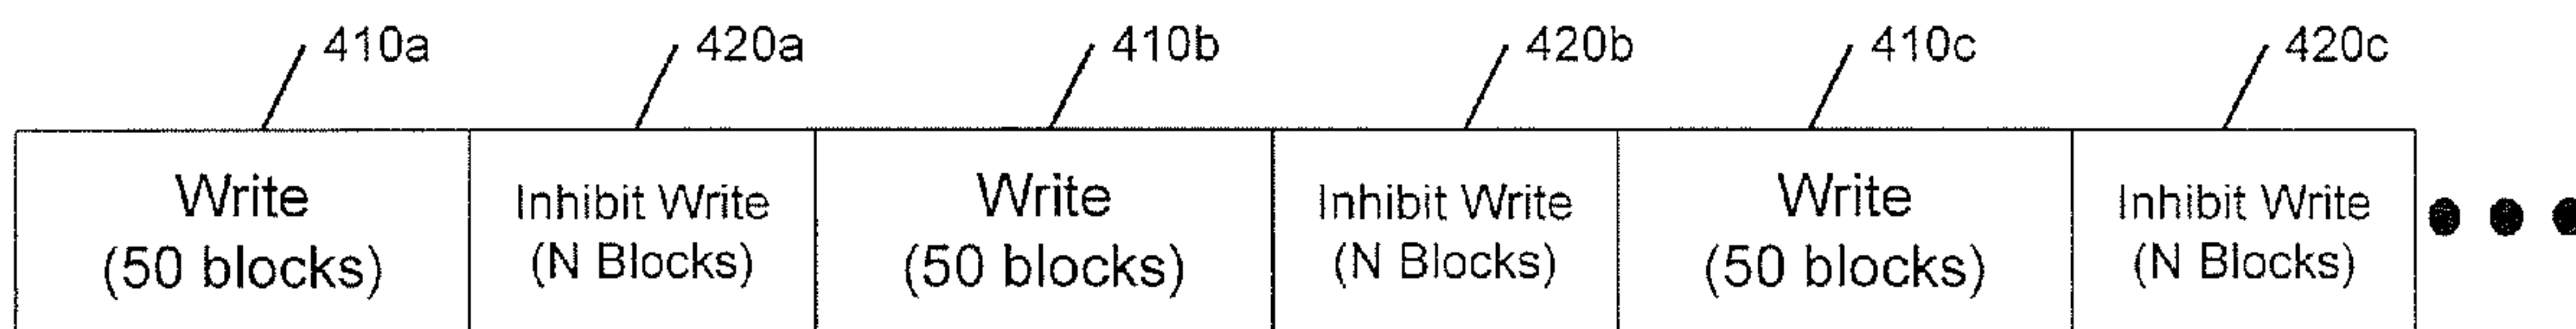 410a 420a 410b 420b 410c 420c
Write Inhibit Write Write Inhibit Write Write Inhibit Write
(50 blocks) (N Blocks) (50 blocks) (N Blocks) (50 blocks) (N Blocks)